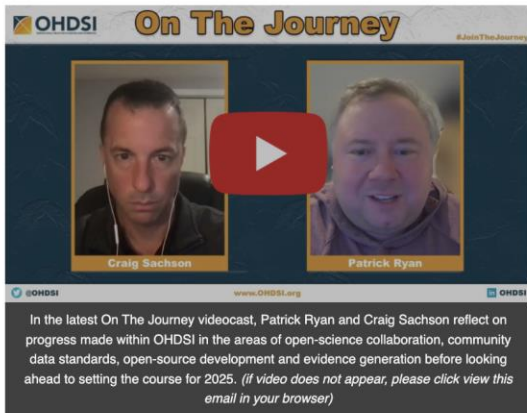 OHDSI
On The Journey
#JoinTheJourney
Craig Sachson
Patrick Ryan
@OHDSI
www.OHDSI.org
OHDSI
In the latest On The Journey videocast, Patrick Ryan and Craig Sachson reflect on
progress made within OHDSI in the areas of open-science collaboration, community
data standards, open-source development and evidence generation before looking
ahead to setting the course for 2025. (if video does not appear, please click view this
email in your browser)